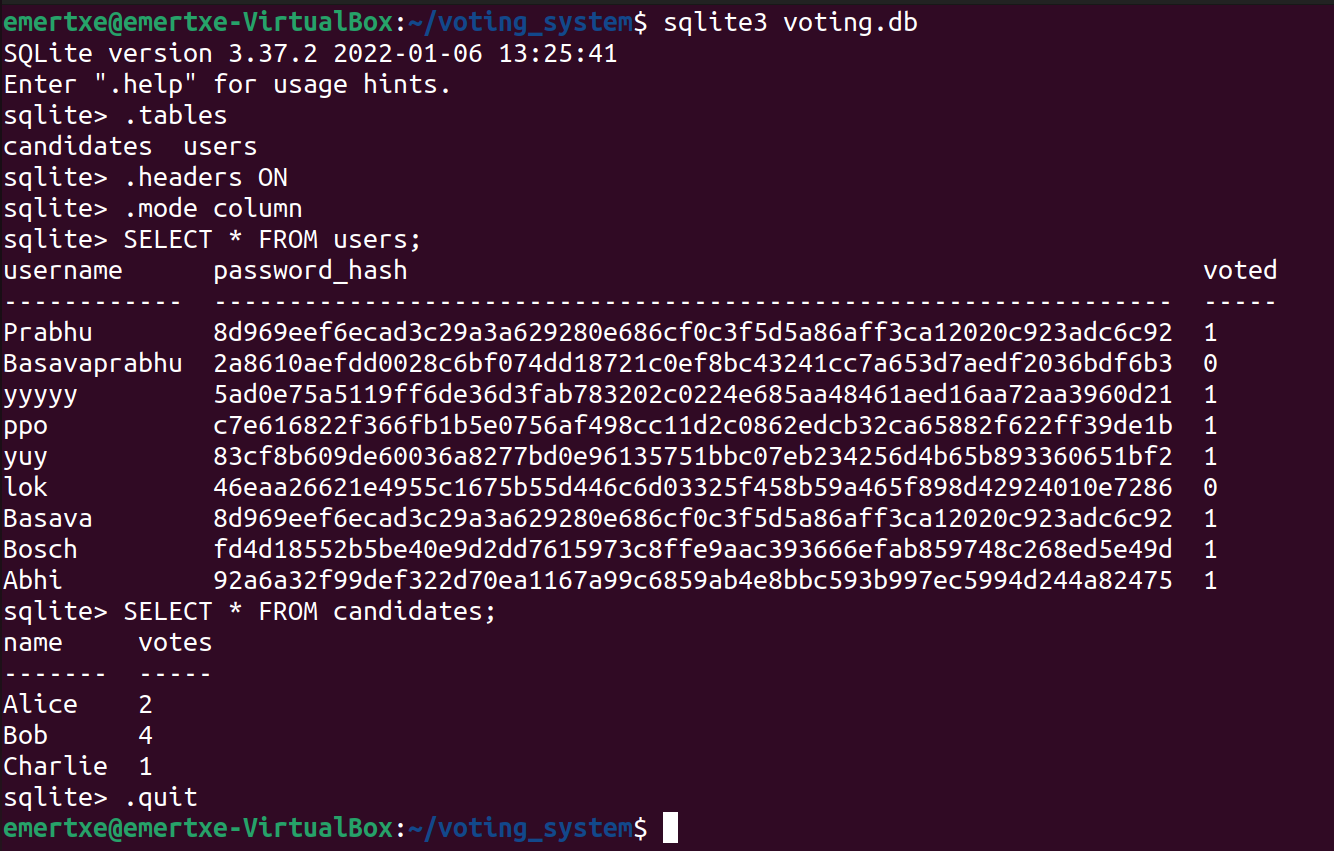 emertxe@emertxe-VirtualBox:~/voting_system$ sqlite3 voting.db
SQLite version 3.37.2 2022-01-06 13:25:41
Enter ".help" for usage hints.
sqlite> .tables
candidates  users
sqlite> .headers ON
sqlite> .mode column
sqlite> SELECT * FROM users;
username      password_hash                                                     voted
------------  ----------------------------------------------------------------  -----
Prabhu        8d969eef6ecad3c29a3a629280e686cf0c3f5d5a86aff3ca12020c923adc6c92  1
Basavaprabhu  2a8610aefdd0028c6bf074dd18721c0ef8bc43241cc7a653d7aedf2036bdf6b3  0
yyyyy         5ad0e75a5119ff6de36d3fab783202c0224e685aa48461aed16aa72aa3960d21  1
ppo           c7e616822f366fb1b5e0756af498cc11d2c0862edcb32ca65882f622ff39de1b  1
yuy           83cf8b609de60036a8277bd0e96135751bbc07eb234256d4b65b893360651bf2  1
lok           46eaa26621e4955c1675b55d446c6d03325f458b59a465f898d42924010e7286  0
Basava        8d969eef6ecad3c29a3a629280e686cf0c3f5d5a86aff3ca12020c923adc6c92  1
Bosch         fd4d18552b5be40e9d2dd7615973c8ffe9aac393666efab859748c268ed5e49d  1
Abhi          92a6a32f99def322d70ea1167a99c6859ab4e8bbc593b997ec5994d244a82475  1
sqlite> SELECT * FROM candidates;
name     votes
-------  -----
Alice    2
Bob      4
Charlie  1
sqlite> .quit
emertxe@emertxe-VirtualBox:~/voting_system$